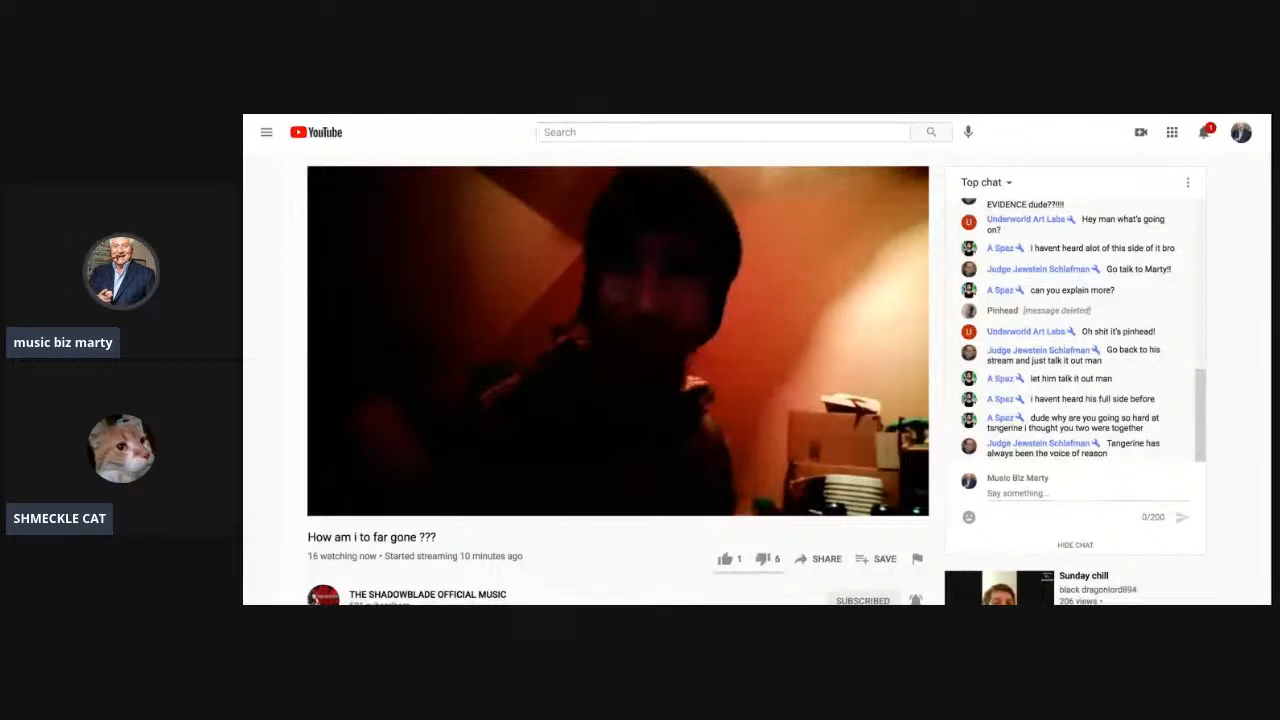 YouTube
Search
1
music biz marty
SHMECKLE CAT
How am i to far gone ???
16 watching now • Started streaming 10 minutes ago
1
6
SHARE
SAVE
THE SHADOWBLADE OFFICIAL MUSIC
SUBSCRIBED
Top chat
EVIDENCE dude??!!!!
U
Underworld Art Labs Hey man what's going
on?
A Spaz i havent heard alot of this side of it bro
Judge Jewstein Schlafman Go talk to Marty!!
A Spaz can you explain more?
Pinhead [message deleted]
U
Underworld Art Labs Oh shit it's pinhead!
Judge Jewstein Schlafman Go back to his
stream and just talk it out man
A Spaz let him talk it out man
A Spaz i havent heard his full side before
A Spaz dude why are you going so hard at
tsngerine i thought you two were together
Judge Jewstein Schlafman Tangerine has
always been the voice of reason
Music Biz Marty
Say something...
0/200
HIDE CHAT
Sunday chill
black dragonlord894
206 views •